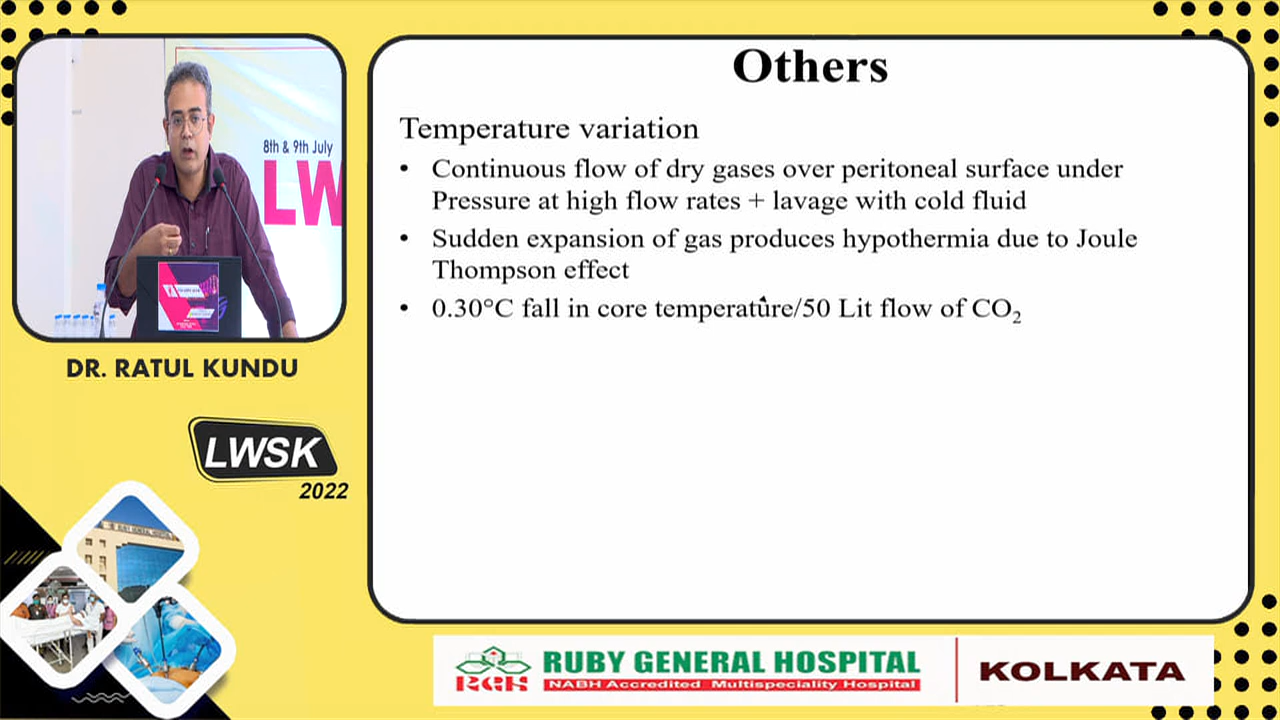 Others
Temperature variation
• Continuous flow of dry gases over peritoneal surface under
Pressure at high flow rates + lavage with cold fluid
• Sudden expansion of gas produces hypothermia due to Joule
Thompson effect
• 0.30°C fall in core temperature/50 Lit flow of CO₂
8th & 9th July
LW
DR. RATUL KUNDU
LWSK
2022
RUBY GENERAL HOSPITAL
RGH
NABH Accredited Multispeciality Hospital
KOLKATA